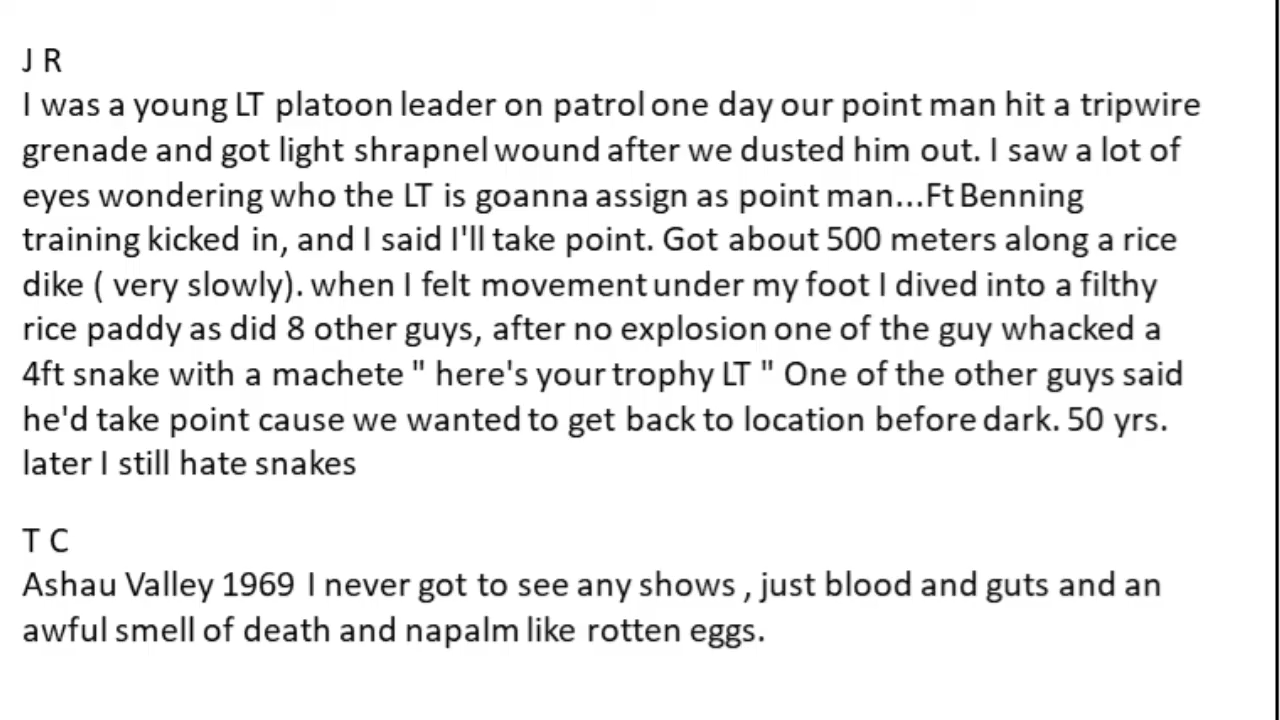 J R
I was a young LT platoon leader on patrol one day our point man hit a tripwire
grenade and got light shrapnel wound after we dusted him out. I saw a lot of
eyes wondering who the LT is goanna assign as point man...Ft Benning
training kicked in, and I said I'll take point. Got about 500 meters along a rice
dike ( very slowly). when I felt movement under my foot I dived into a filthy
rice paddy as did 8 other guys, after no explosion one of the guy whacked a
4ft snake with a machete " here's your trophy LT " One of the other guys said
he'd take point cause we wanted to get back to location before dark. 50 yrs.
later I still hate snakes
T C
Ashau Valley 1969 I never got to see any shows , just blood and guts and an
awful smell of death and napalm like rotten eggs.